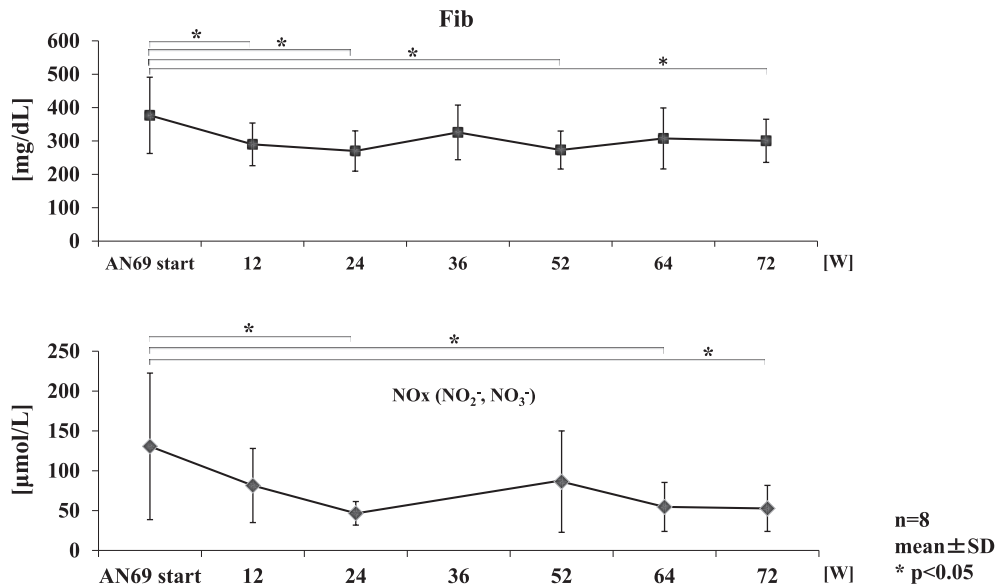 Fib
* * * *
[mg/dL]
600
500
400
300
200
100
0
AN69 start 12 24 36 52 64 72 [W]
* * *
NOx (NO₂⁻, NO₃⁻)
[μmol/L]
250
200
150
100
50
0
AN69 start 12 24 36 52 64 72 [W]
n=8
mean±SD
* p<0.05